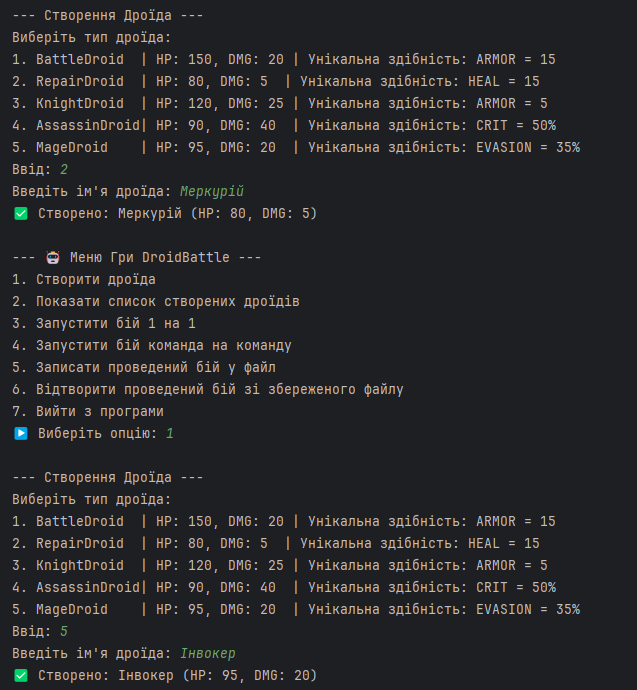 --- Створення Дроїда ---
Виберіть тип дроїда:
1. BattleDroid  | HP: 150, DMG: 20 | Унікальна здібність: ARMOR = 15
2. RepairDroid  | HP: 80, DMG: 5  | Унікальна здібність: HEAL = 15
3. KnightDroid  | HP: 120, DMG: 25 | Унікальна здібність: ARMOR = 5
4. AssassinDroid| HP: 90, DMG: 40  | Унікальна здібність: CRIT = 50%
5. MageDroid    | HP: 95, DMG: 20  | Унікальна здібність: EVASION = 35%
Ввід: 2
Введіть ім'я дроїда: Меркурій
✅ Створено: Меркурій (HP: 80, DMG: 5)

--- 🤖 Меню Гри DroidBattle ---
1. Створити дроїда
2. Показати список створених дроїдів
3. Запустити бій 1 на 1
4. Запустити бій команда на команду
5. Записати проведений бій у файл
6. Відтворити проведений бій зі збереженого файлу
7. Вийти з програми
▶️ Виберіть опцію: 1

--- Створення Дроїда ---
Виберіть тип дроїда:
1. BattleDroid  | HP: 150, DMG: 20 | Унікальна здібність: ARMOR = 15
2. RepairDroid  | HP: 80, DMG: 5  | Унікальна здібність: HEAL = 15
3. KnightDroid  | HP: 120, DMG: 25 | Унікальна здібність: ARMOR = 5
4. AssassinDroid| HP: 90, DMG: 40  | Унікальна здібність: CRIT = 50%
5. MageDroid    | HP: 95, DMG: 20  | Унікальна здібність: EVASION = 35%
Ввід: 5
Введіть ім'я дроїда: Інвокер
✅ Створено: Інвокер (HP: 95, DMG: 20)